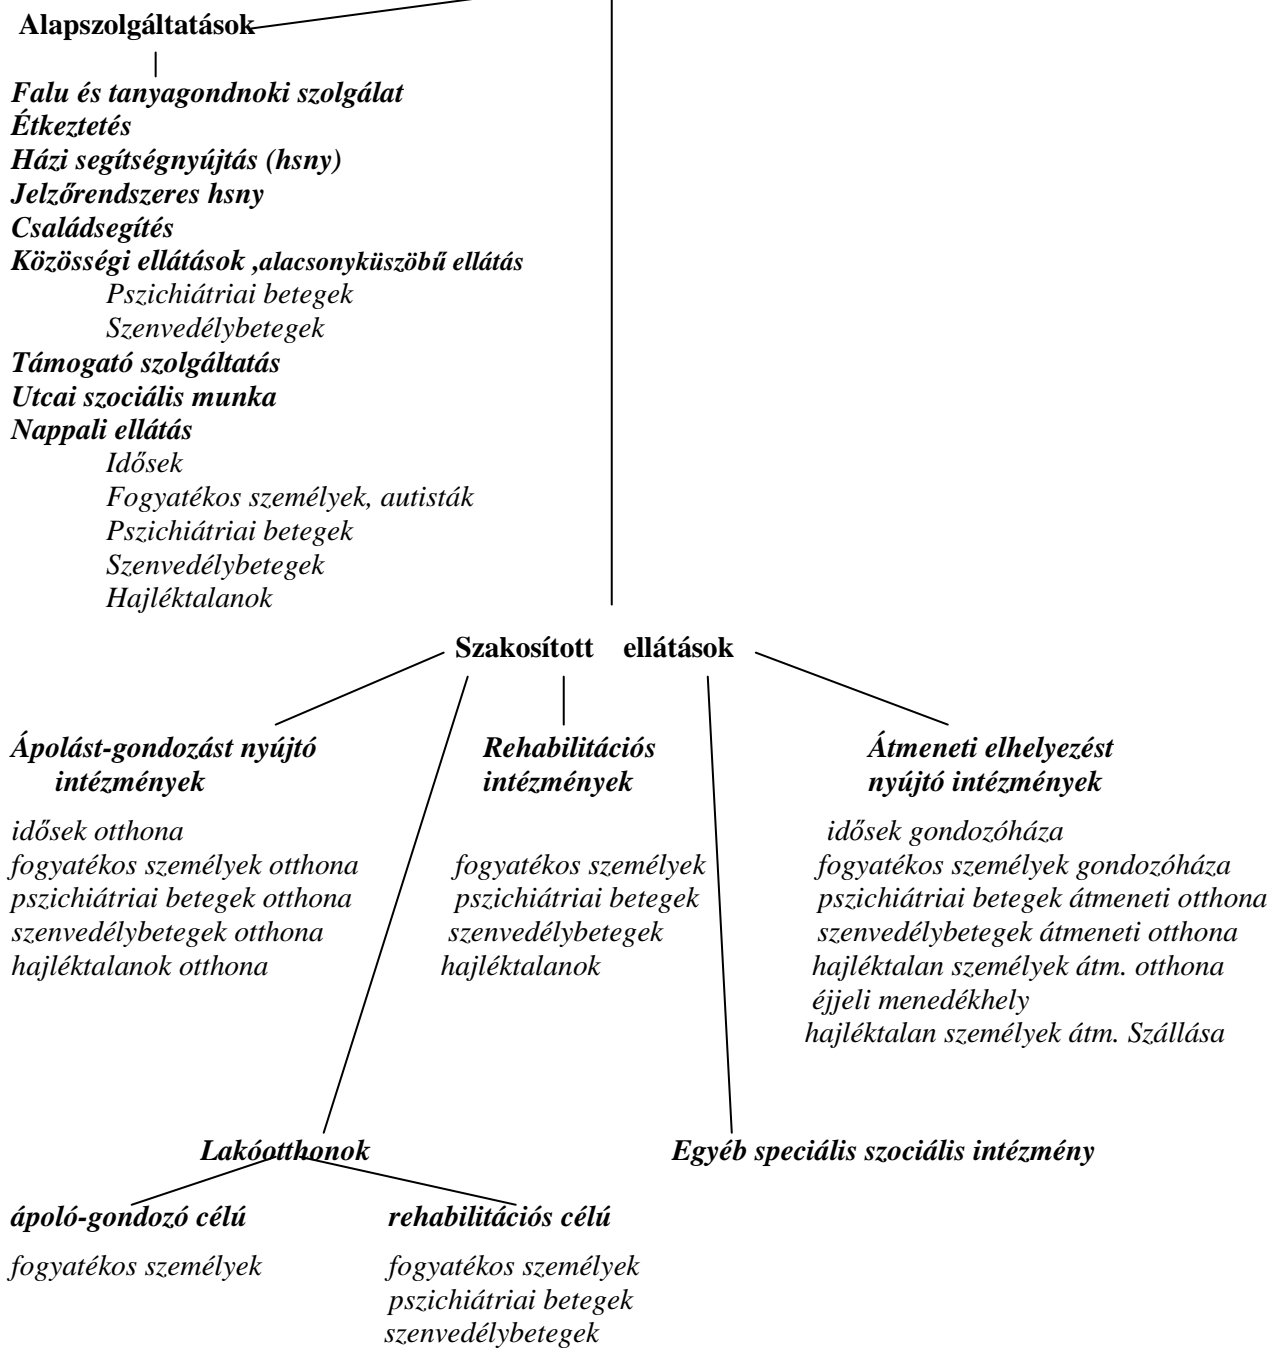 Alapszolgáltatások
Falu és tanyagondnoki szolgálat
Étkeztetés
Házi segítségnyújtás (hsny)
Jelzőrendszeres hsny
Családsegítés
Közösségi ellátások ,alacsonyküszöbű ellátás
Pszichiátriai betegek
Szenvedélybetegek
Támogató szolgáltatás
Utcai szociális munka
Nappali ellátás
Idősek
Fogyatékos személyek, autisták
Pszichiátriai betegek
Szenvedélybetegek
Hajléktalanok
Szakosított ellátások
Ápolást-gondozást nyújtó
intézmények
idősek otthona
fogyatékos személyek otthona
pszichiátriai betegek otthona
szenvedélybetegek otthona
hajléktalanok otthona
Rehabilitációs
intézmények
fogyatékos személyek
pszichiátriai betegek
szenvedélybetegek
hajléktalanok
Átmeneti elhelyezést
nyújtó intézmények
idősek gondozóháza
fogyatékos személyek gondozóháza
pszichiátriai betegek átmeneti otthona
szenvedélybetegek átmeneti otthona
hajléktalan személyek átm. otthona
éjjeli menedékhely
hajléktalan személyek átm. Szállása
Lakóotthonok
Egyéb speciális szociális intézmény
ápoló-gondozó célú
fogyatékos személyek
rehabilitációs célú
fogyatékos személyek
pszichiátriai betegek
szenvedélybetegek